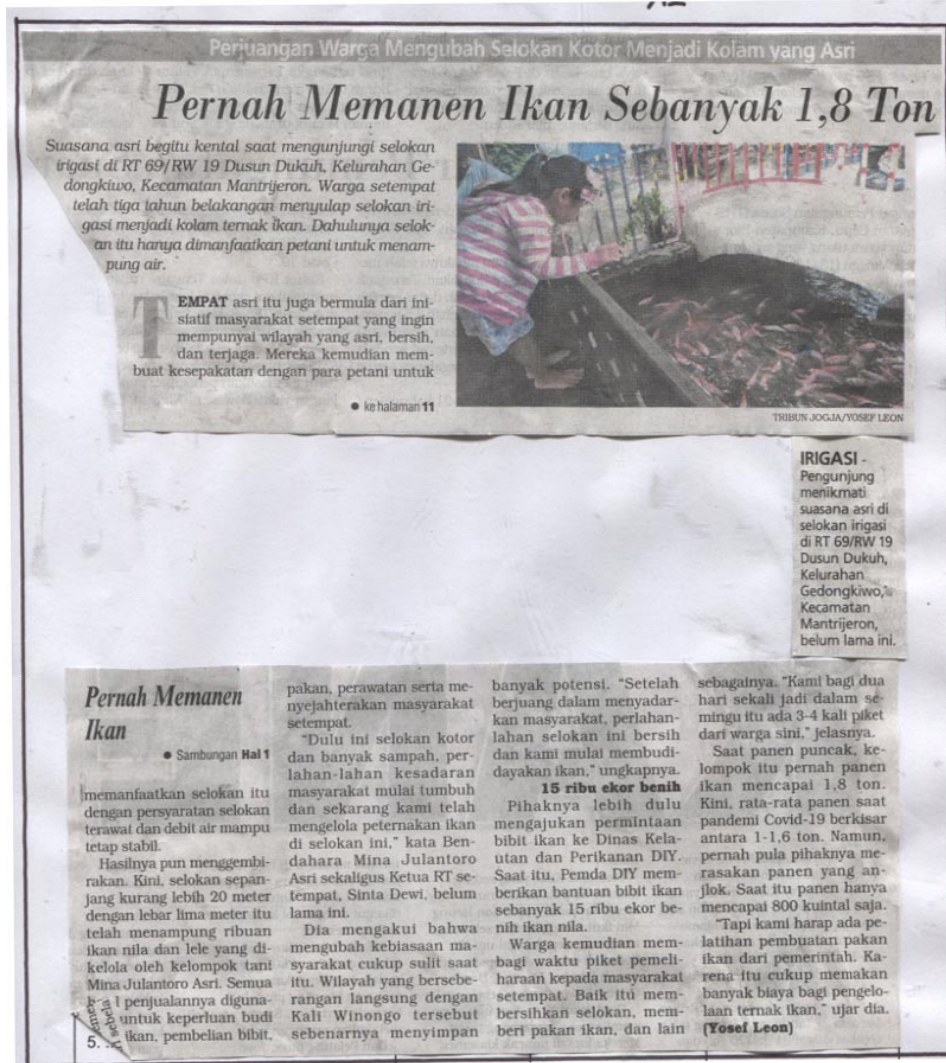 Perjuangan Warga Mengubah Selokan Kotor Menjadi Kolam yang Asri
Pernah Memanen Ikan Sebanyak 1,8 Ton
Suasana asri begitu kental saat mengunjungi selokan
irigasi di RT 69/RW 19 Dusun Dukuh, Kelurahan Ge-
dongkiwo, Kecamatan Mantrijeron. Warga setempat
telah tiga tahun belakangan menyulap selokan iri-
gasi menjadi kolam ternak ikan. Dahulunya selok-
an itu hanya dimanfaatkan petani untuk menam-
pung air.
TEMPAT asri itu juga bermula dari ini-
siatif masyarakat setempat yang ingin
mempunyai wilayah yang asri, bersih,
dan terjaga. Mereka kemudian mem-
buat kesepakatan dengan para petani untuk
● ke halaman 11
TRIBUN JOGJA/YOSEF LEON
IRIGASI -
Pengunjung
menikmati
suasana asri di
selokan irigasi
di RT 69/RW 19
Dusun Dukuh,
Kelurahan
Gedongkiwo,
Kecamatan
Mantrijeron,
belum lama ini.
Pernah Memanen
Ikan
● Sambungan Hal 1
memanfaatkan selokan itu
dengan persyaratan selokan
terawat dan debit air mampu
tetap stabil.
Hasilnya pun menggembi-
rakan. Kini, selokan sepan-
jang kurang lebih 20 meter
dengan lebar lima meter itu
telah menampung ribuan
ikan nila dan lele yang di-
kelola oleh kelompok tani
Mina Julantoro Asri. Semua
l penjualannya diguna-
untuk keperluan budi
ikan, pembelian bibit,
5.
pakan, perawatan serta me-
nyejahterakan masyarakat
setempat.
"Dulu ini selokan kotor
dan banyak sampah, per-
lahan-lahan kesadaran
masyarakat mulai tumbuh
dan sekarang kami telah
mengelola peternakan ikan
di selokan ini," kata Ben-
dahara Mina Julantoro
Asri sekaligus Ketua RT se-
tempat, Sinta Dewi, belum
lama ini.
Dia mengakui bahwa
mengubah kebiasaan ma-
syarakat cukup sulit saat
itu. Wilayah yang bersebe-
rangan langsung dengan
Kali Winongo tersebut
sebenarnya menyimpan
banyak potensi. "Setelah
berjuang dalam menyadar-
kan masyarakat, perlahan-
lahan selokan ini bersih
dan kami mulai membudi-
dayakan ikan," ungkapnya.
15 ribu ekor benih
Pihaknya lebih dulu
mengajukan permintaan
bibit ikan ke Dinas Kela-
utan dan Perikanan DIY.
Saat itu, Pemda DIY mem-
berikan bantuan bibit ikan
sebanyak 15 ribu ekor be-
nih ikan nila.
Warga kemudian mem-
bagi waktu piket pemeli-
haraan kepada masyarakat
setempat. Baik itu mem-
bersihkan selokan, mem-
beri pakan ikan, dan lain
sebagainya. "Kami bagi dua
hari sekali jadi dalam se-
mingu itu ada 3-4 kali piket
dari warga sini," jelasnya.
Saat panen puncak, ke-
lompok itu pernah panen
ikan mencapai 1,8 ton.
Kini, rata-rata panen saat
pandemi Covid-19 berkisar
antara 1-1,6 ton. Namun,
pernah pula pihaknya me-
rasakan panen yang an-
jlok. Saat itu panen hanya
mencapai 800 kuintal saja.
"Tapi kami harap ada pe-
latihan pembuatan pakan
ikan dari pemerintah. Ka-
rena itu cukup memakan
banyak biaya bagi pengelo-
laan ternak ikan," ujar dia.
(Yosef Leon)